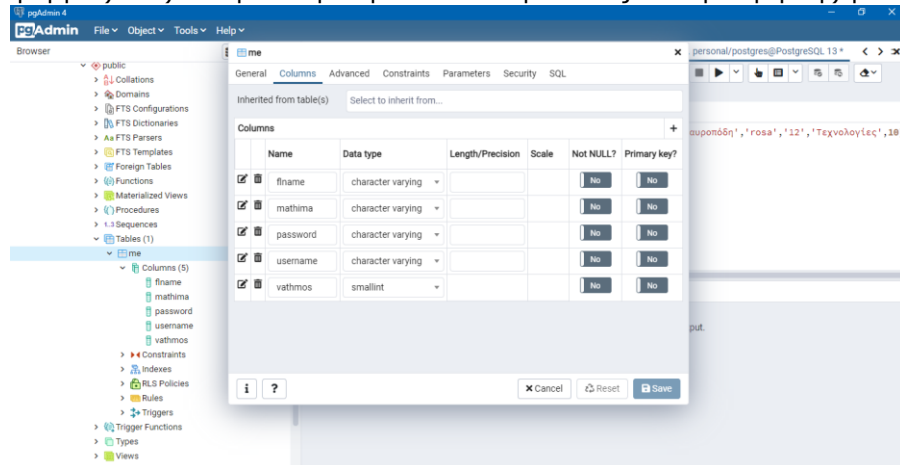 pgAdmin 4
PgAdmin File Object Tools Help
Browser
public
Collations
Domains
FTS Configurations
FTS Dictionaries
Aa FTS Parsers
FTS Templates
Foreign Tables
Functions
Materialized Views
Procedures
1..3 Sequences
Tables (1)
me
Columns (5)
flname
mathima
password
username
vathmos
Constraints
Indexes
RLS Policies
Rules
Triggers
Trigger Functions
Types
Views
me
General Columns Advanced Constraints Parameters Security SQL
Inherited from table(s) Select to inherit from...
Columns +
Name Data type Length/Precision Scale Not NULL? Primary key?
flname character varying No No
mathima character varying No No
password character varying No No
username character varying No No
vathmos smallint No No
i ? Cancel Reset Save
personal/postgres@PostgreSQL 13 *
αυροπόδη','rosa','12','Τεχνολογίες',10
put.